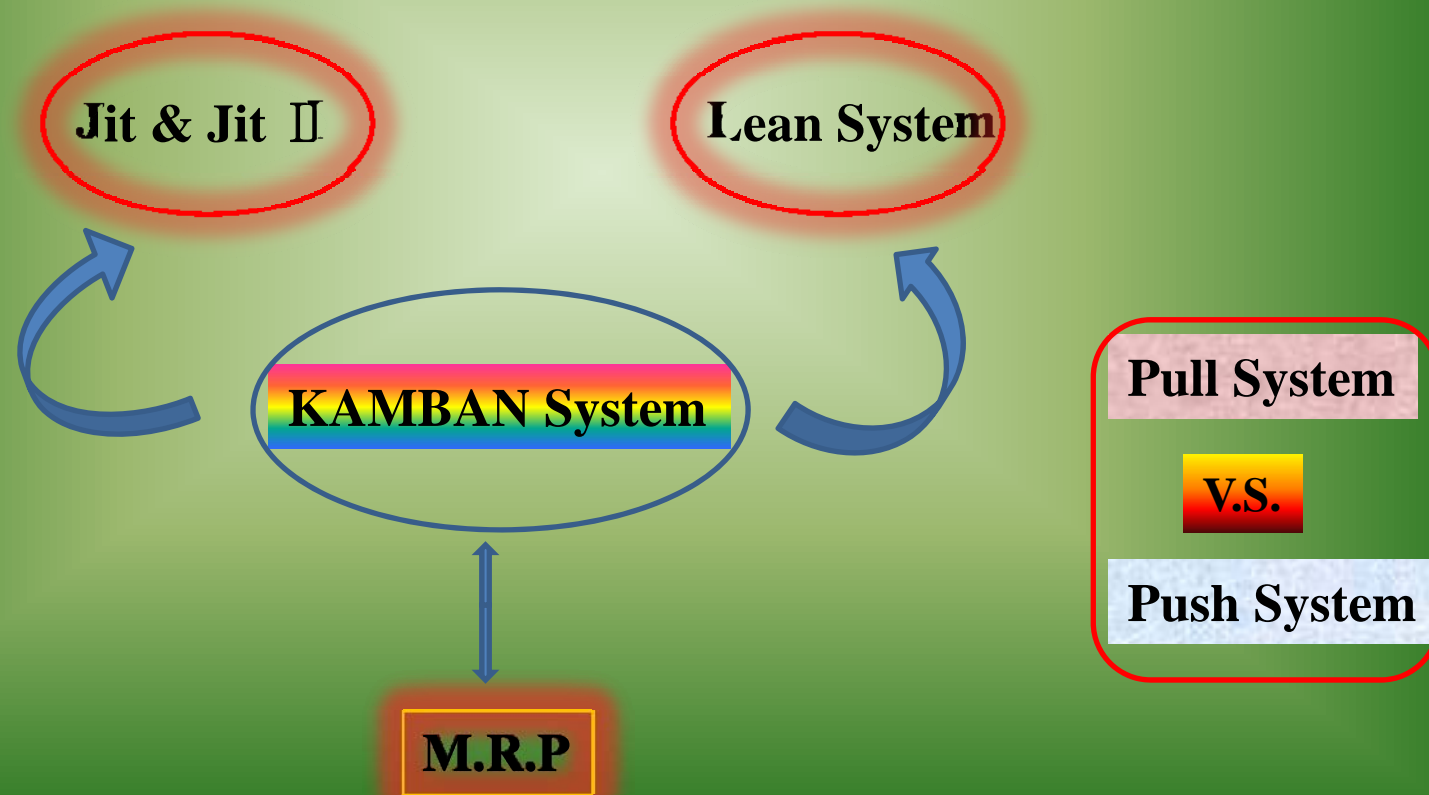 Jit & Jit Ⅱ
Lean System
KAMBAN System
Pull System
V.S.
Push System
M.R.P